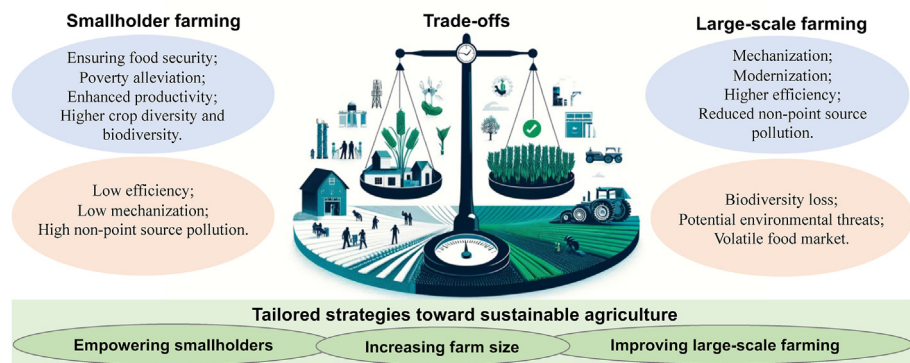 Smallholder farming
Ensuring food security;
Poverty alleviation;
Enhanced productivity;
Higher crop diversity and
biodiversity.
Low efficiency;
Low mechanization;
High non-point source pollution.
Trade-offs
Large-scale farming
Mechanization;
Modernization;
Higher efficiency;
Reduced non-point source
pollution.
Biodiversity loss;
Potential environmental threats;
Volatile food market.
Tailored strategies toward sustainable agriculture
Empowering smallholders
Increasing farm size
Improving large-scale farming